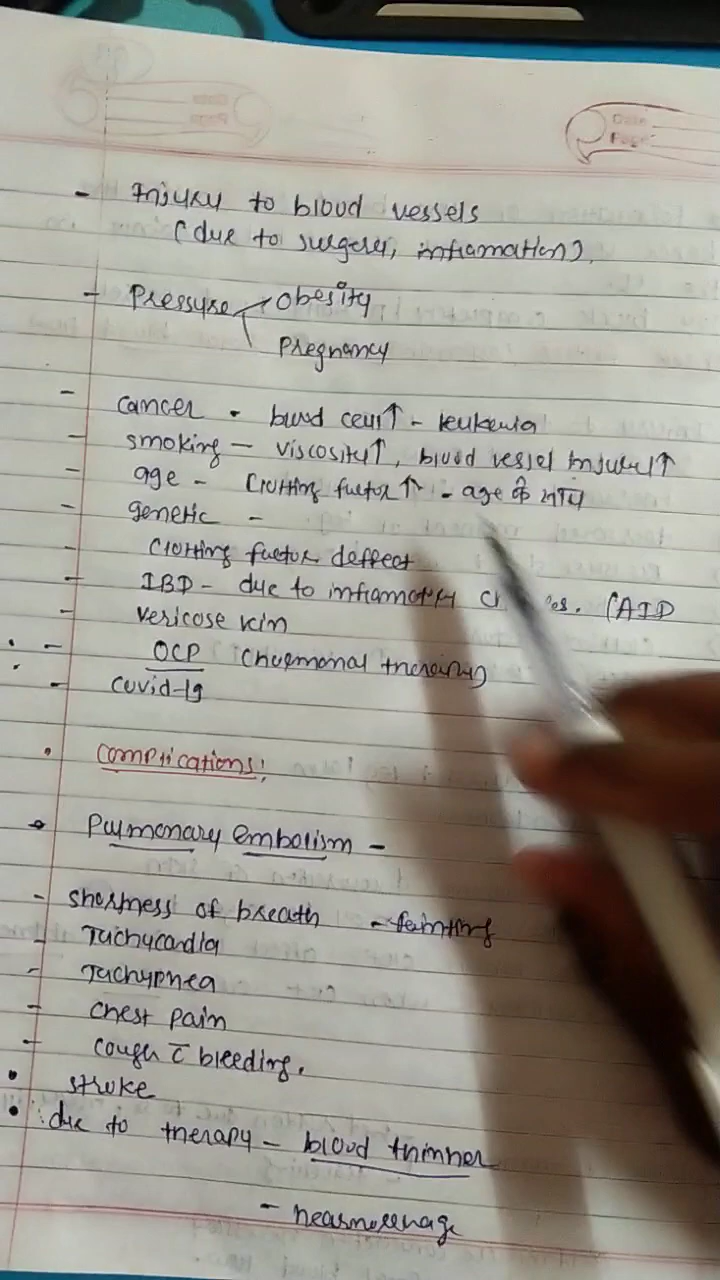 Date
Page
- Injury to blood vessels
(due to surgery, inflamation).
- Pressure → Obesity
Pregnancy
- cancer • blood cell ↑ - leukemia
- smoking - viscosity ↑, blood vessel injury ↑
- age - clotting factor ↑ - age के साथ
- genetic -
- clotting factor deffect
- IBD - due to inflamatory (AID
- vericose vein
- OCP (hormonal therapy)
- covid-19
• complications:
• Pulmonary embolism -
- shortness of breath - fainting
- Tachycardia
- Tachypnea
- chest pain
- cough c̄ bleeding.
• stroke
• due to therapy - blood thinner
- heamorrhage